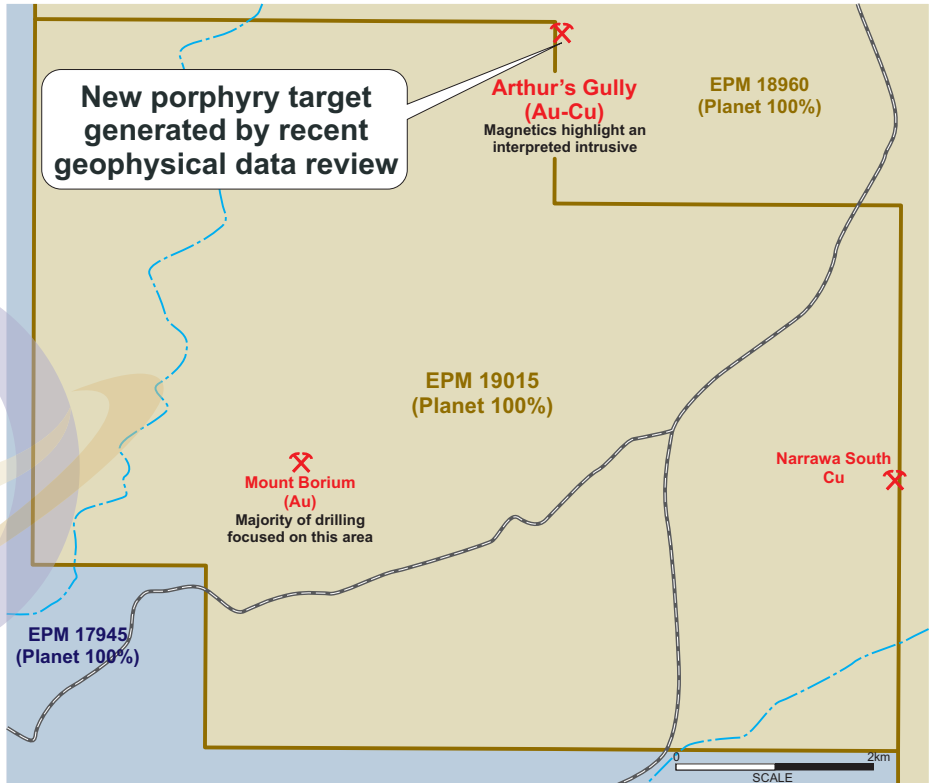 New porphyry target
generated by recent
geophysical data review
Arthur's Gully
(Au-Cu)
Magnetics highlight an
interpreted intrusive
EPM 18960
(Planet 100%)
EPM 19015
(Planet 100%)
Mount Borium
(Au)
Majority of drilling
focused on this area
Narrawa South
Cu
EPM 17945
(Planet 100%)
0
2km
SCALE